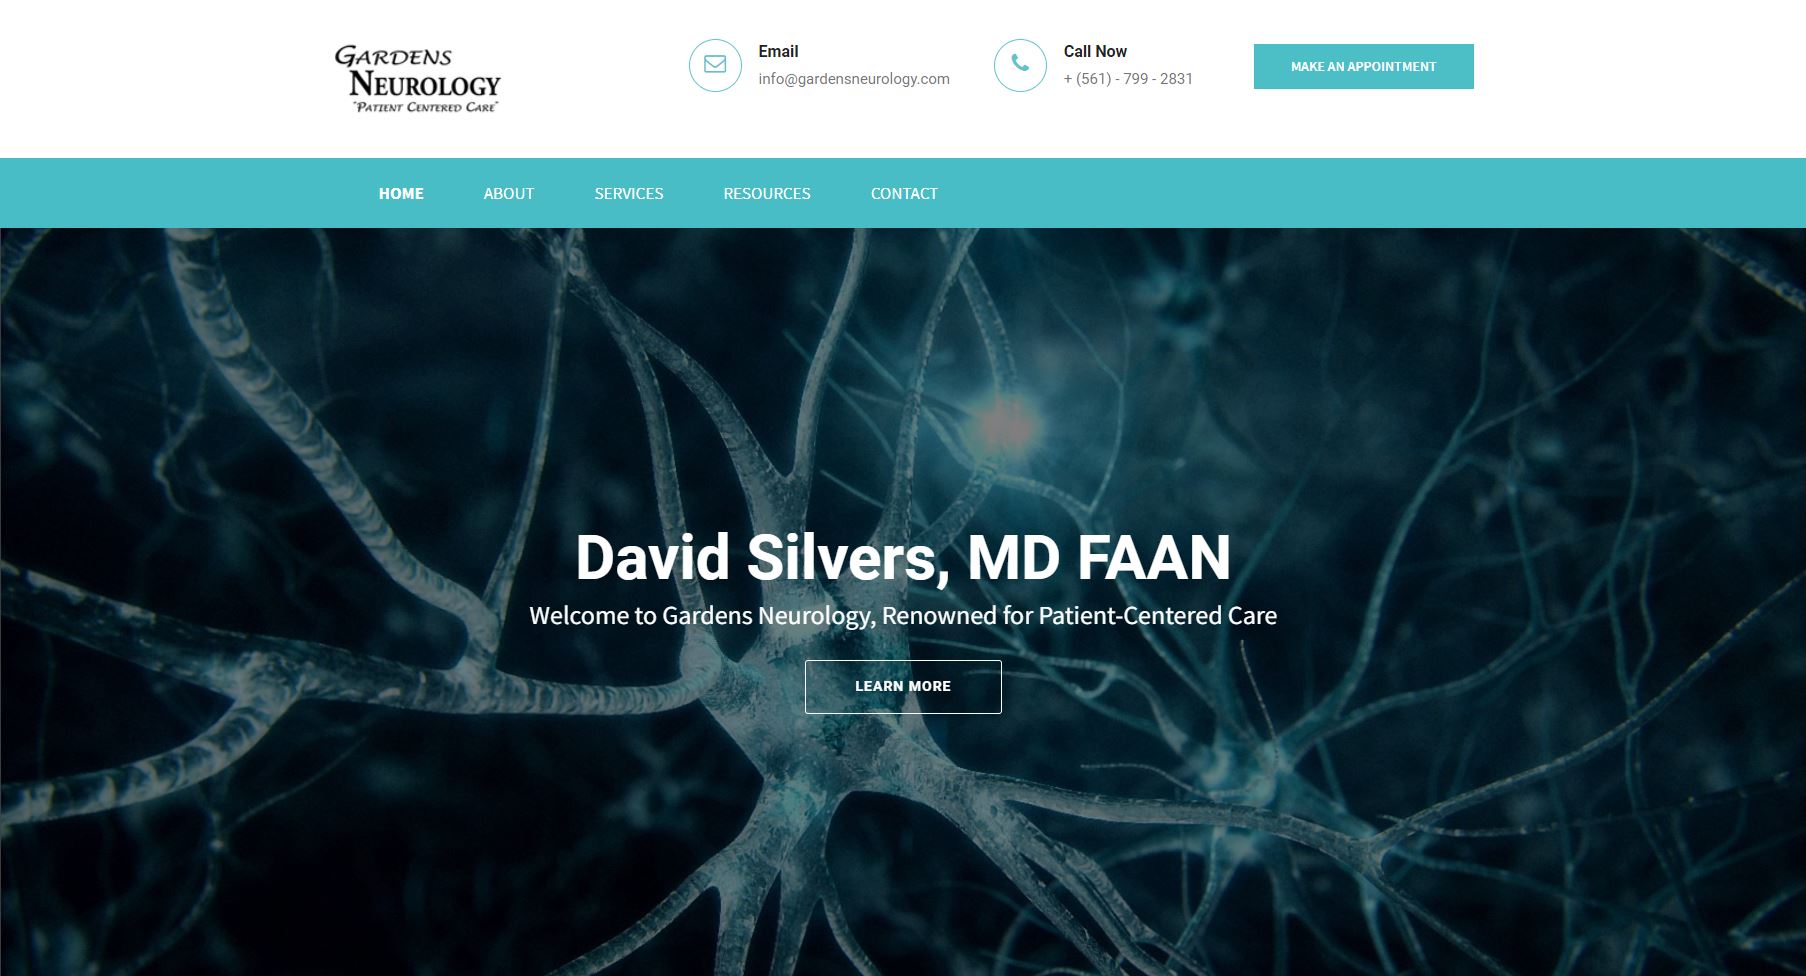 GARDENS
NEUROLOGY
"PATIENT CENTERED CARE"
Email
info@gardensneurology.com
Call Now
+ (561) - 799 - 2831
MAKE AN APPOINTMENT
HOME
ABOUT
SERVICES
RESOURCES
CONTACT
David Silvers, MD FAAN
Welcome to Gardens Neurology, Renowned for Patient-Centered Care
LEARN MORE